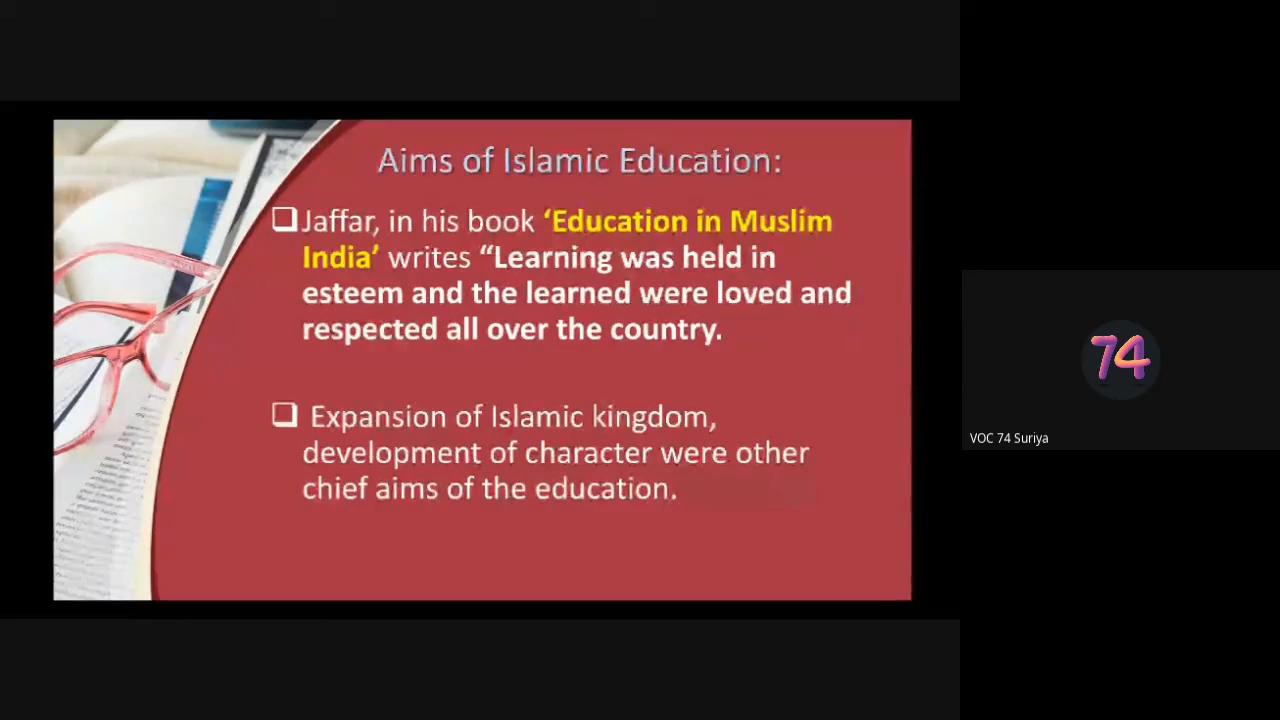 Aims of Islamic Education:
Jaffar, in his book ‘Education in Muslim
India’ writes “Learning was held in
esteem and the learned were loved and
respected all over the country.
Expansion of Islamic kingdom,
development of character were other
chief aims of the education.
74
VOC 74 Suriya